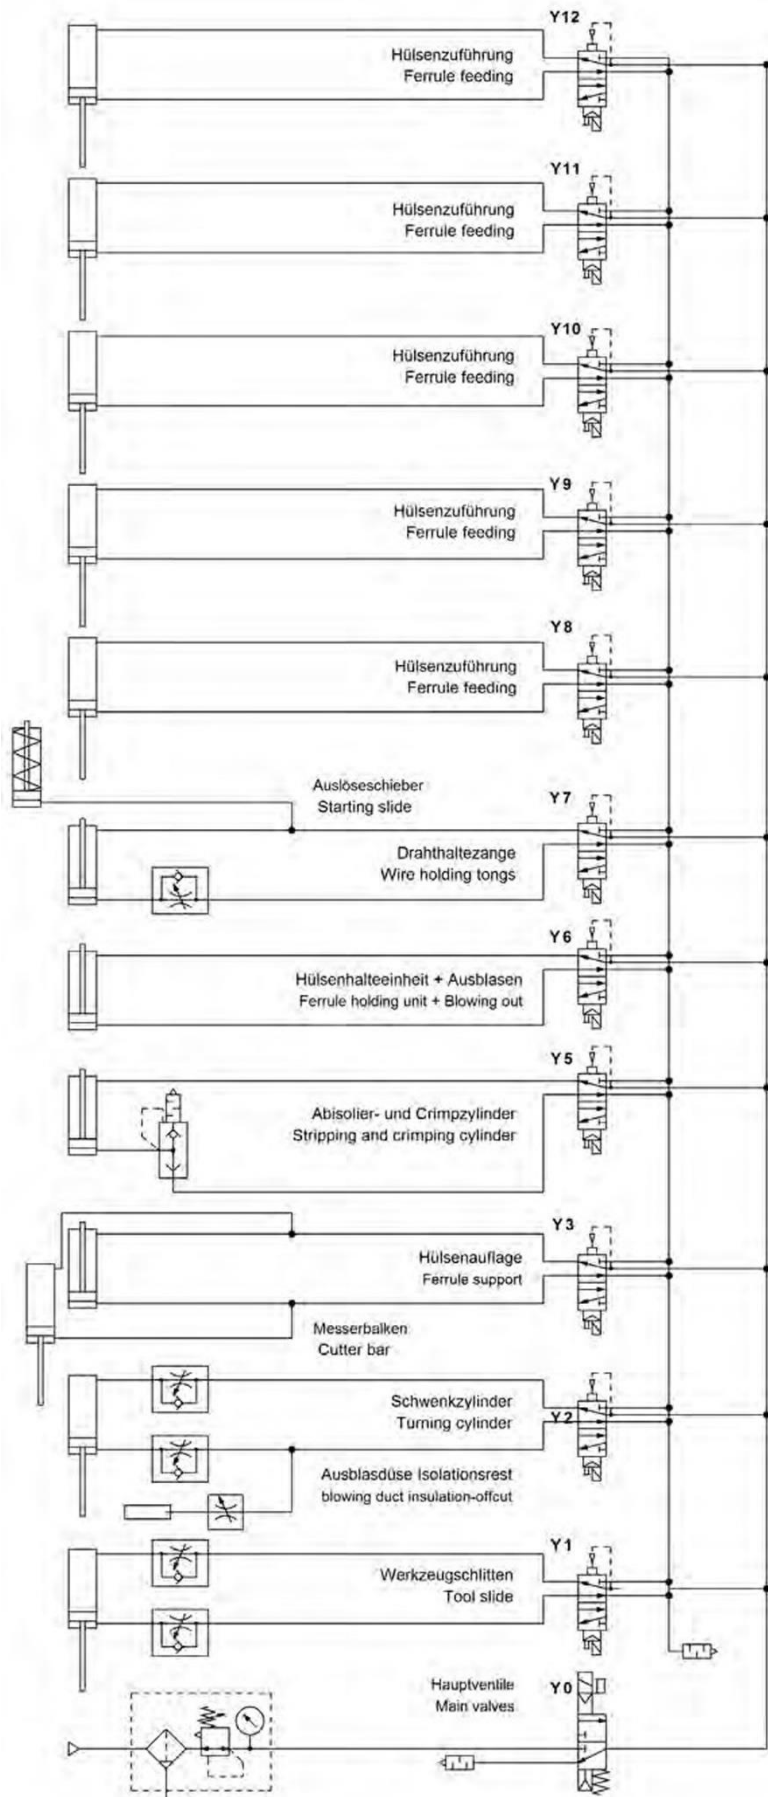 Y12
Hülsenzuführung
Ferrule feeding
Y11
Hülsenzuführung
Ferrule feeding
Y10
Hülsenzuführung
Ferrule feeding
Y9
Hülsenzuführung
Ferrule feeding
Y8
Hülsenzuführung
Ferrule feeding
Auslöseschieber
Starting slide
Y7
Drahthaltezange
Wire holding tongs
Y6
Hülsenhalteeinheit + Ausblasen
Ferrule holding unit + Blowing out
Y5
Abisolier- und Crimpzylinder
Stripping and crimping cylinder
Y3
Hülsenauflage
Ferrule support
Messerbalken
Cutter bar
Schwenkzylinder
Turning cylinder
Y2
Ausblasdüse Isolationsrest
blowing duct insulation-offcut
Y1
Werkzeugschlitten
Tool slide
Hauptventile
Main valves
Y0